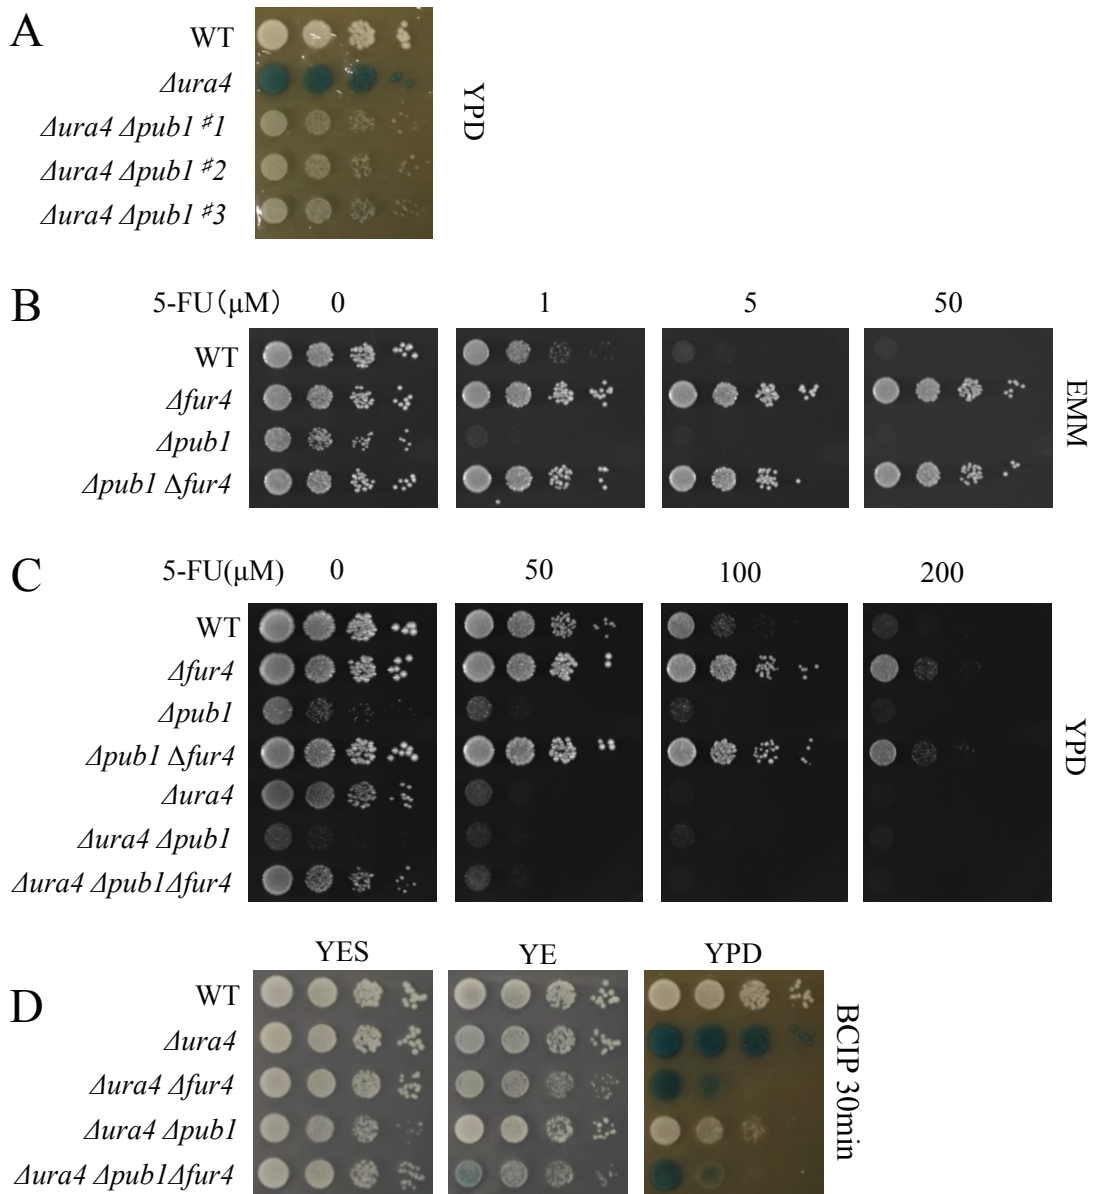 A
WT
Δura4
Δura4 Δpub1 #1
Δura4 Δpub1 #2
Δura4 Δpub1 #3
YPD
B
5-FU(μM) 0 1 5 50
WT
Δfur4
Δpub1
Δpub1 Δfur4
EMM
C
5-FU(μM) 0 50 100 200
WT
Δfur4
Δpub1
Δpub1 Δfur4
Δura4
Δura4 Δpub1
Δura4 Δpub1Δfur4
YPD
D
YES YE YPD
WT
Δura4
Δura4 Δfur4
Δura4 Δpub1
Δura4 Δpub1Δfur4
BCIP 30min